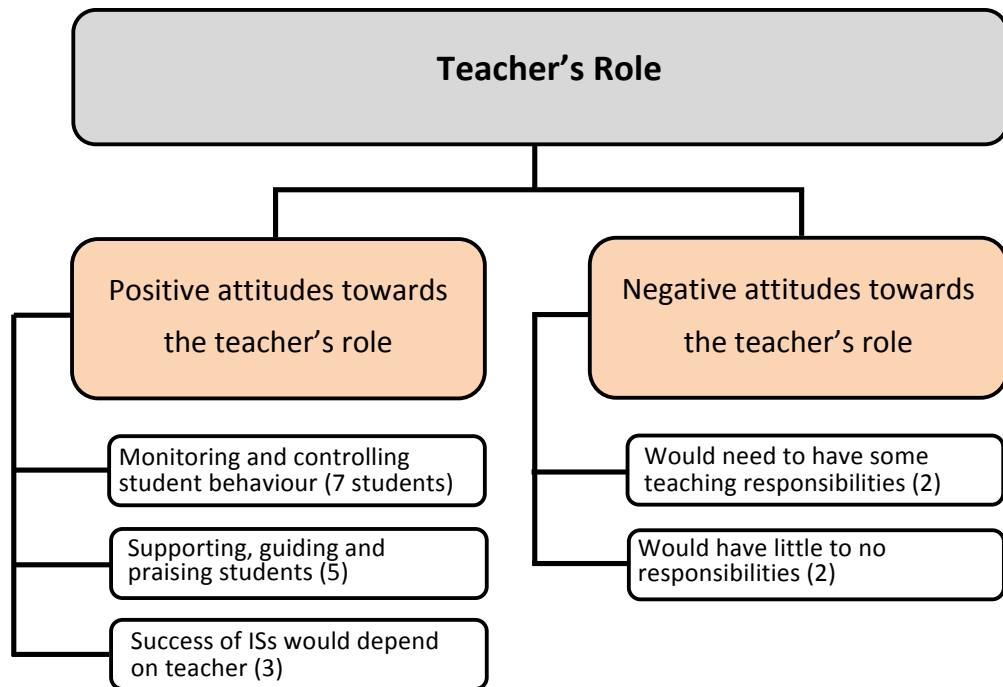 Teacher’s Role
Positive attitudes towards
the teacher’s role
Monitoring and controlling
student behaviour (7 students)
Supporting, guiding and
praising students (5)
Success of ISs would depend
on teacher (3)
Negative attitudes towards
the teacher’s role
Would need to have some
teaching responsibilities (2)
Would have little to no
responsibilities (2)